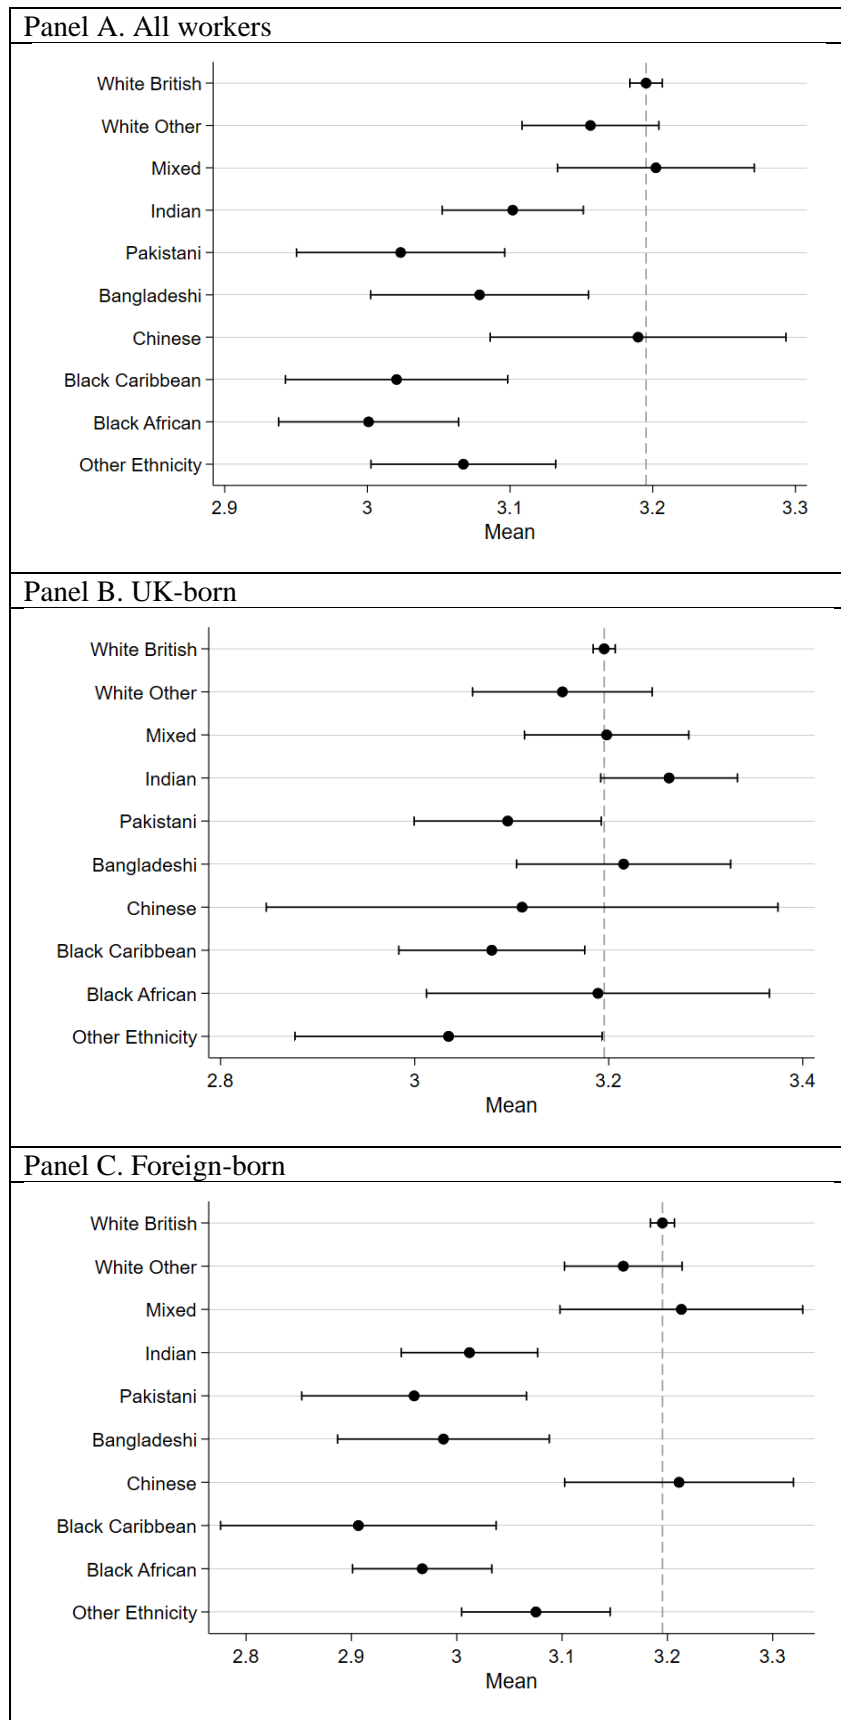 Panel A. All workers
White British
White Other
Mixed
Indian
Pakistani
Bangladeshi
Chinese
Black Caribbean
Black African
Other Ethnicity
2.9 3 3.1 3.2 3.3
Mean
Panel B. UK-born
White British
White Other
Mixed
Indian
Pakistani
Bangladeshi
Chinese
Black Caribbean
Black African
Other Ethnicity
2.8 3 3.2 3.4
Mean
Panel C. Foreign-born
White British
White Other
Mixed
Indian
Pakistani
Bangladeshi
Chinese
Black Caribbean
Black African
Other Ethnicity
2.8 2.9 3 3.1 3.2 3.3
Mean